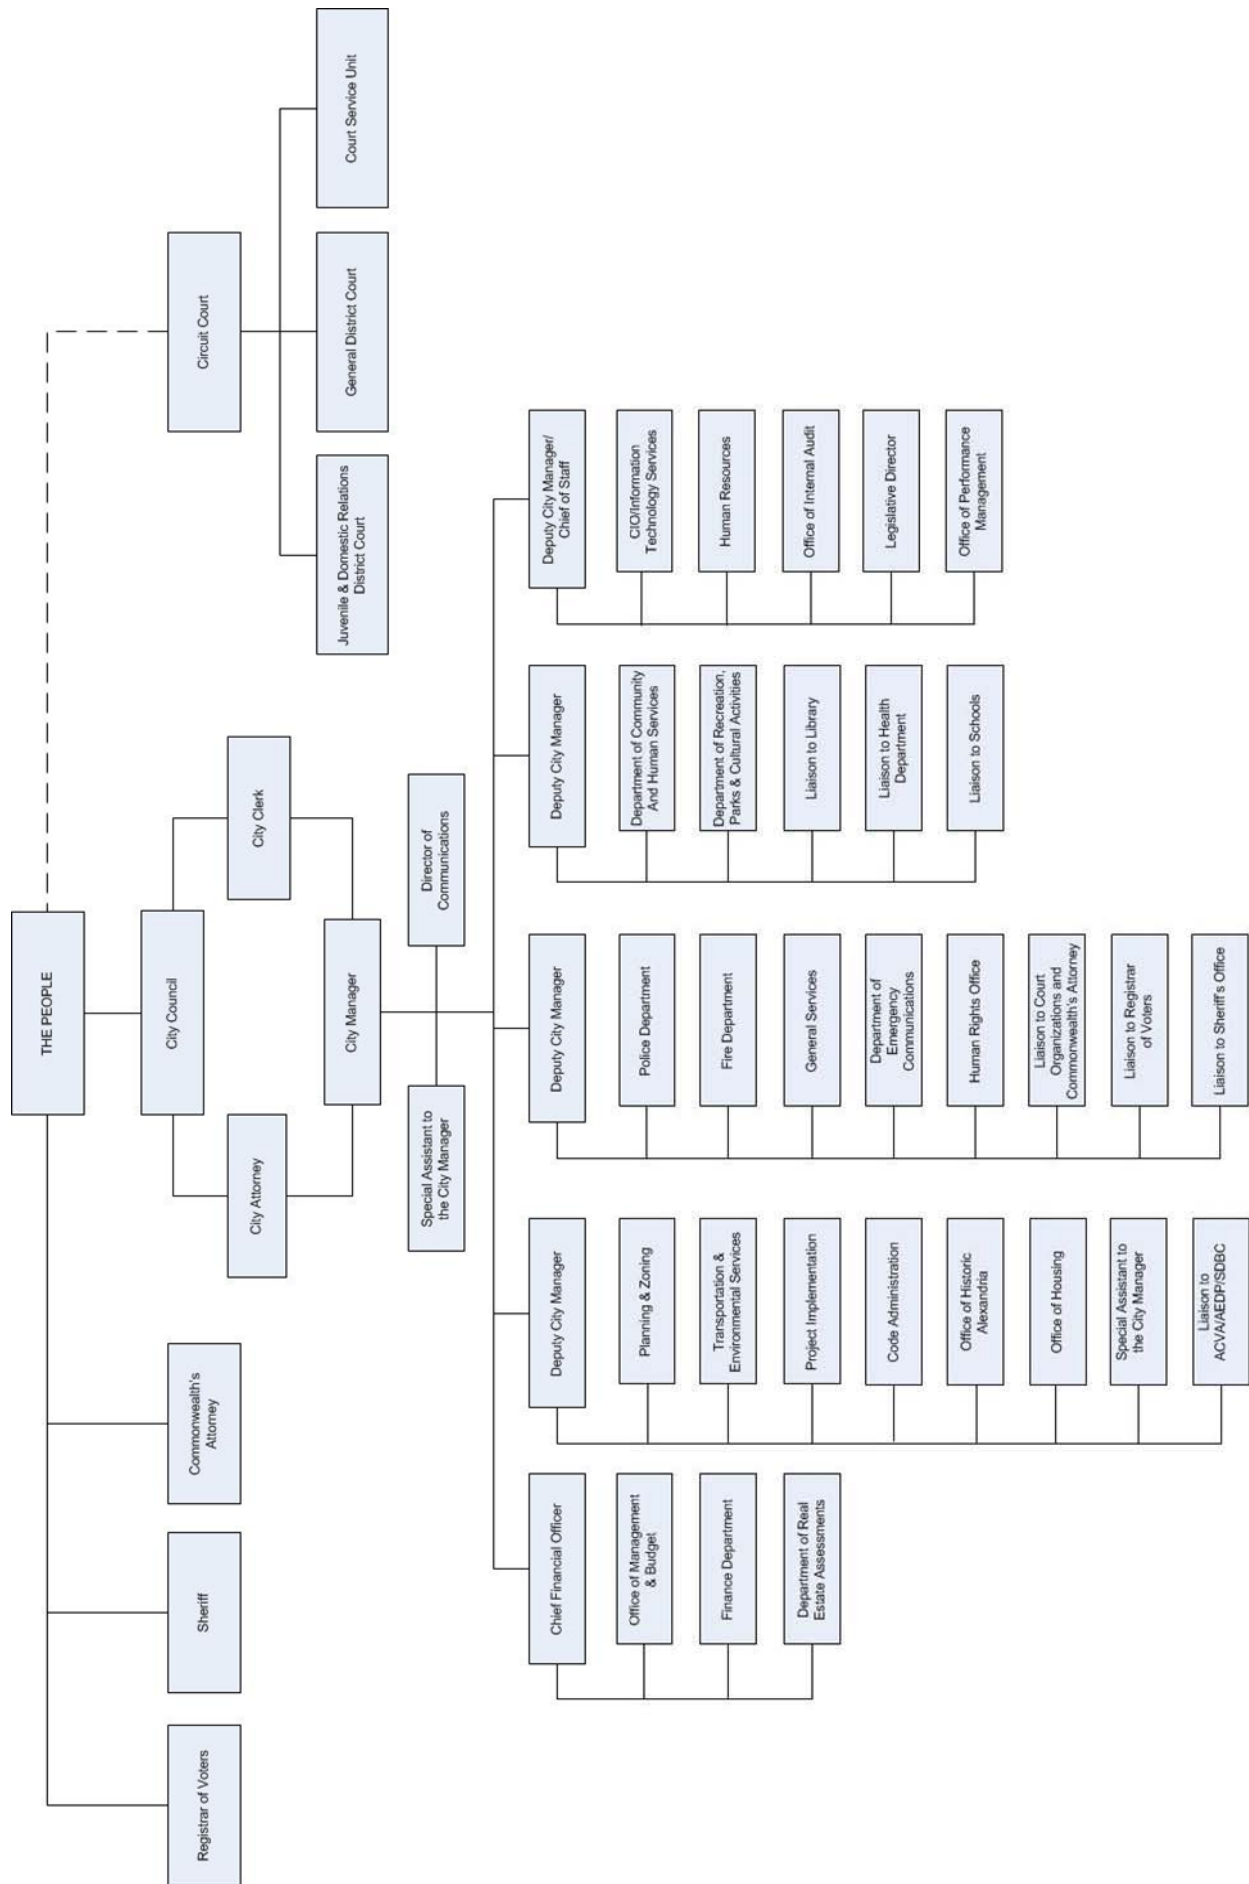 THE PEOPLE
Registrar of Voters
Sheriff
Commonwealth's
Attorney
City Council
Circuit Court
City Attorney
City Clerk
City Manager
Juvenile & Domestic Relations
District Court
General District Court
Court Service Unit
Special Assistant to
the City Manager
Director of
Communications
Chief Financial Officer
Office of Management
& Budget
Finance Department
Department of Real
Estate Assessments
Deputy City Manager
Planning & Zoning
Transportation &
Environmental Services
Project Implementation
Code Administration
Office of Historic
Alexandria
Office of Housing
Special Assistant to
the City Manager
Liaison to
ACVA/AEDP/SDBC
Deputy City Manager
Police Department
Fire Department
General Services
Department of
Emergency
Communications
Human Rights Office
Liaison to Court
Organizations and
Commonwealth's Attorney
Liaison to Registrar
of Voters
Liaison to Sheriff's Office
Deputy City Manager
Department of Community
And Human Services
Department of Recreation,
Parks & Cultural Activities
Liaison to Library
Liaison to Health
Department
Liaison to Schools
Deputy City Manager/
Chief of Staff
CIO/Information
Technology Services
Human Resources
Office of Internal Audit
Legislative Director
Office of Performance
Management